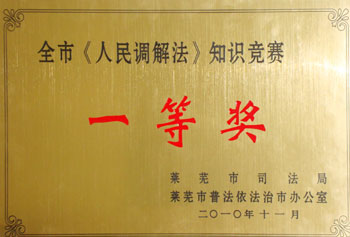 全市《人民调解法》知识竞赛
一等奖
莱芜市司法局
莱芜市普法依法治市办公室
二〇一〇年十一月